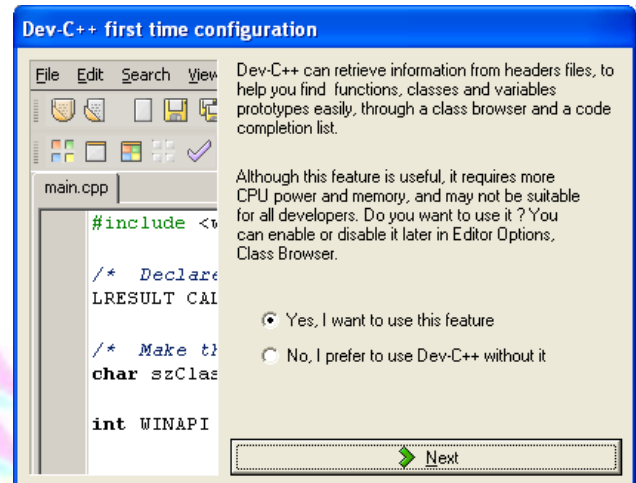 Dev-C++ first time configuration
File Edit Search View
main.cpp
#include <w
/* Declare
LRESULT CAL
/* Make th
char szClas
int WINAPI
Dev-C++ can retrieve information from headers files, to
help you find functions, classes and variables
prototypes easily, through a class browser and a code
completion list.
Although this feature is useful, it requires more
CPU power and memory, and may not be suitable
for all developers. Do you want to use it ? You
can enable or disable it later in Editor Options,
Class Browser.
Yes, I want to use this feature
No, I prefer to use Dev-C++ without it
Next